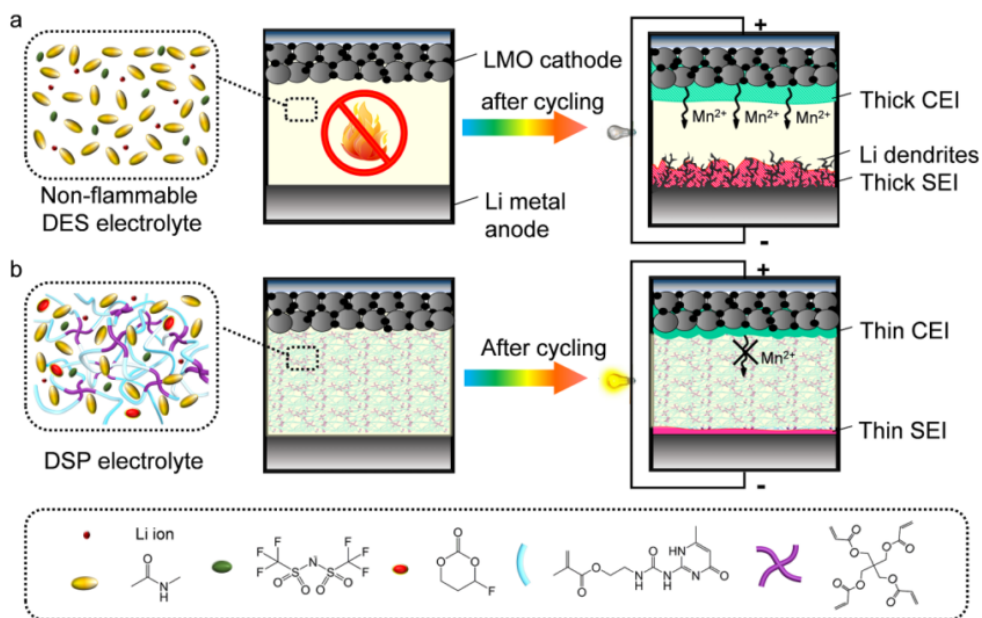 a
LMO cathode
after cycling
Non-flammable
DES electrolyte
Li metal
anode
+
Mn²⁺ Mn²⁺ Mn²⁺
Thick CEI
Li dendrites
Thick SEI
-
b
DSP electrolyte
After cycling
+
Thin CEI
Mn²⁺
Thin SEI
-
Li ion
O
N
H
F F F N F F F
S S
O O O O
O
O O
F
O
O
H
N
O
N
H
HN
N
O
O
O
O
O
O
O
O
O